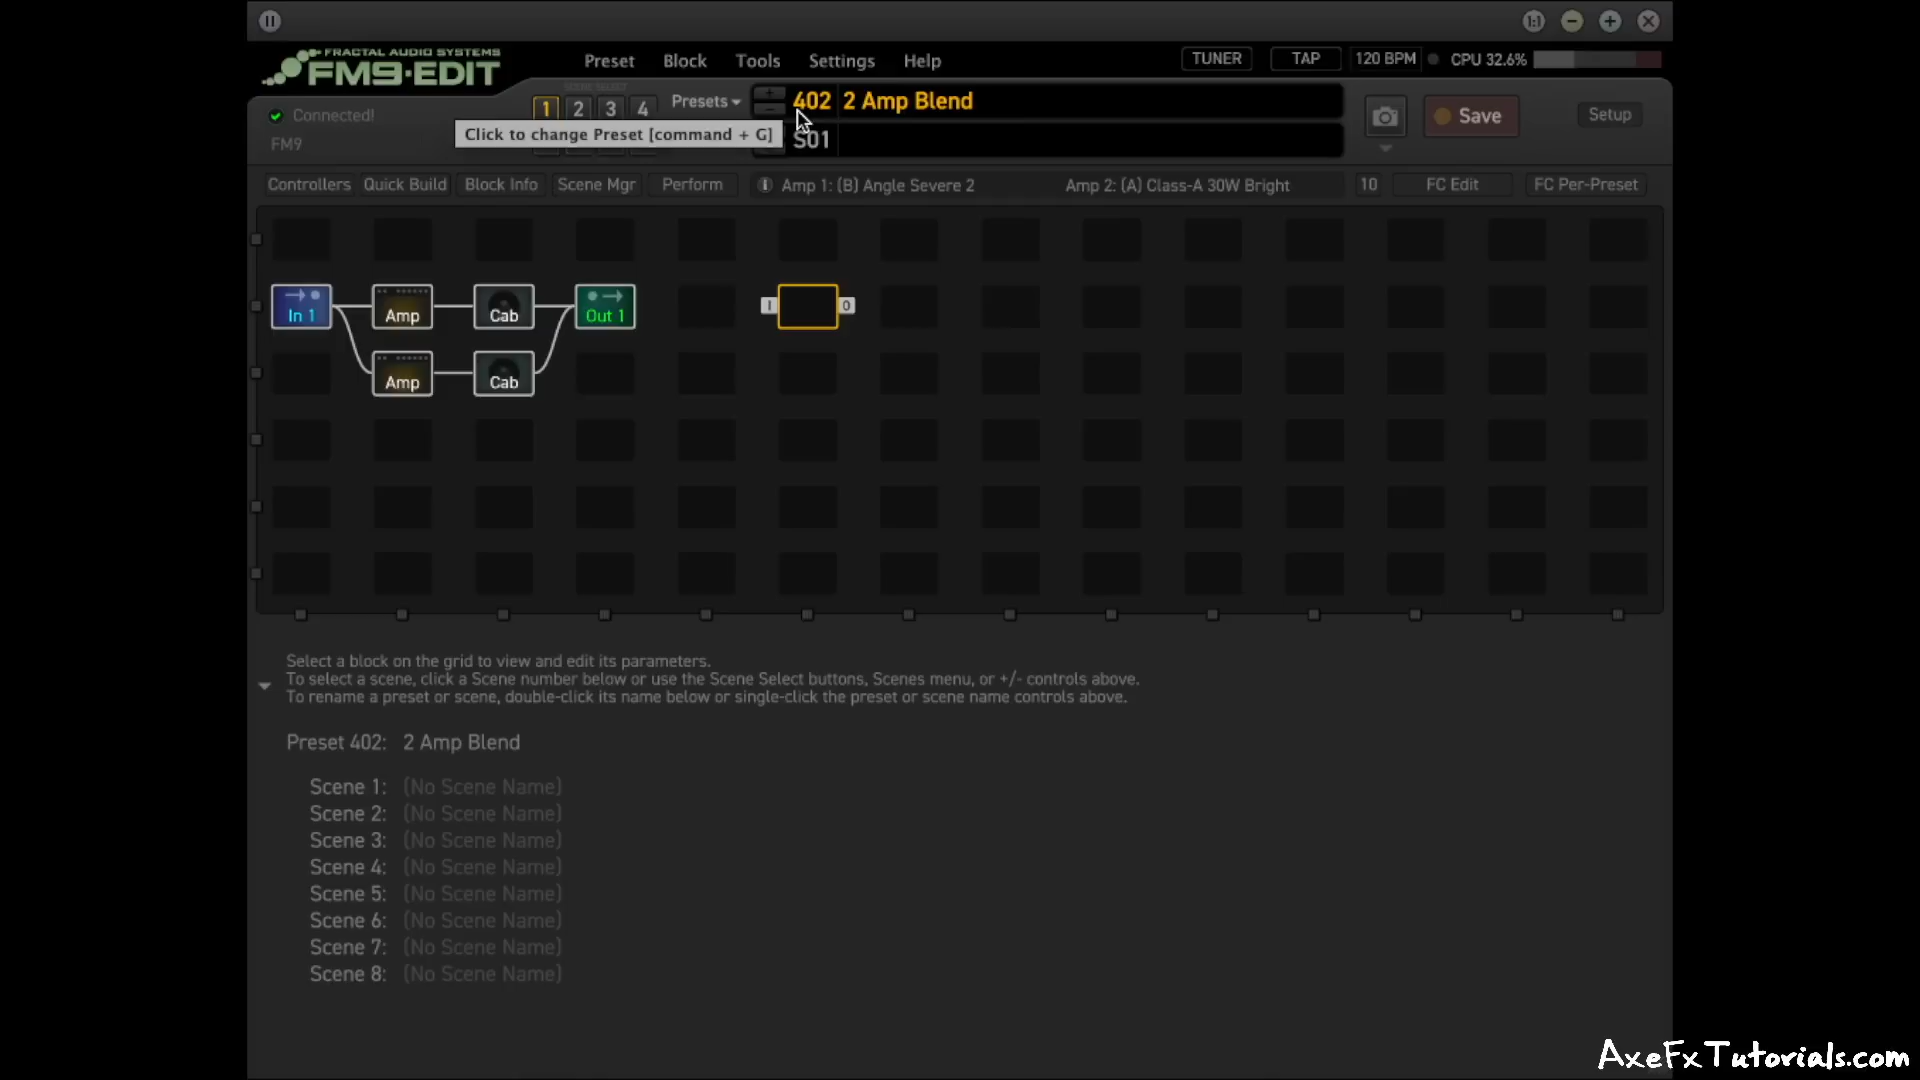 FRACTAL AUDIO SYSTEMS
FM9·EDIT
Preset Block Tools Settings Help
TUNER TAP 120 BPM CPU 32.6%
1 2 3 4 Presets
402 2 Amp Blend
Connected!
Click to change Preset [command + G]
S01
FM9
Save
Setup
Controllers Quick Build Block Info Scene Mgr Perform
Amp 1: (B) Angle Severe 2 Amp 2: (A) Class-A 30W Bright
10 FC Edit FC Per-Preset
In 1 Amp Cab Out 1
I O
Amp Cab
Select a block on the grid to view and edit its parameters.
To select a scene, click a Scene number below or use the Scene Select buttons, Scenes menu, or +/- controls above.
To rename a preset or scene, double-click its name below or single-click the preset or scene name controls above.
Preset 402: 2 Amp Blend
Scene 1: (No Scene Name)
Scene 2: (No Scene Name)
Scene 3: (No Scene Name)
Scene 4: (No Scene Name)
Scene 5: (No Scene Name)
Scene 6: (No Scene Name)
Scene 7: (No Scene Name)
Scene 8: (No Scene Name)
AxeFxTutorials.com